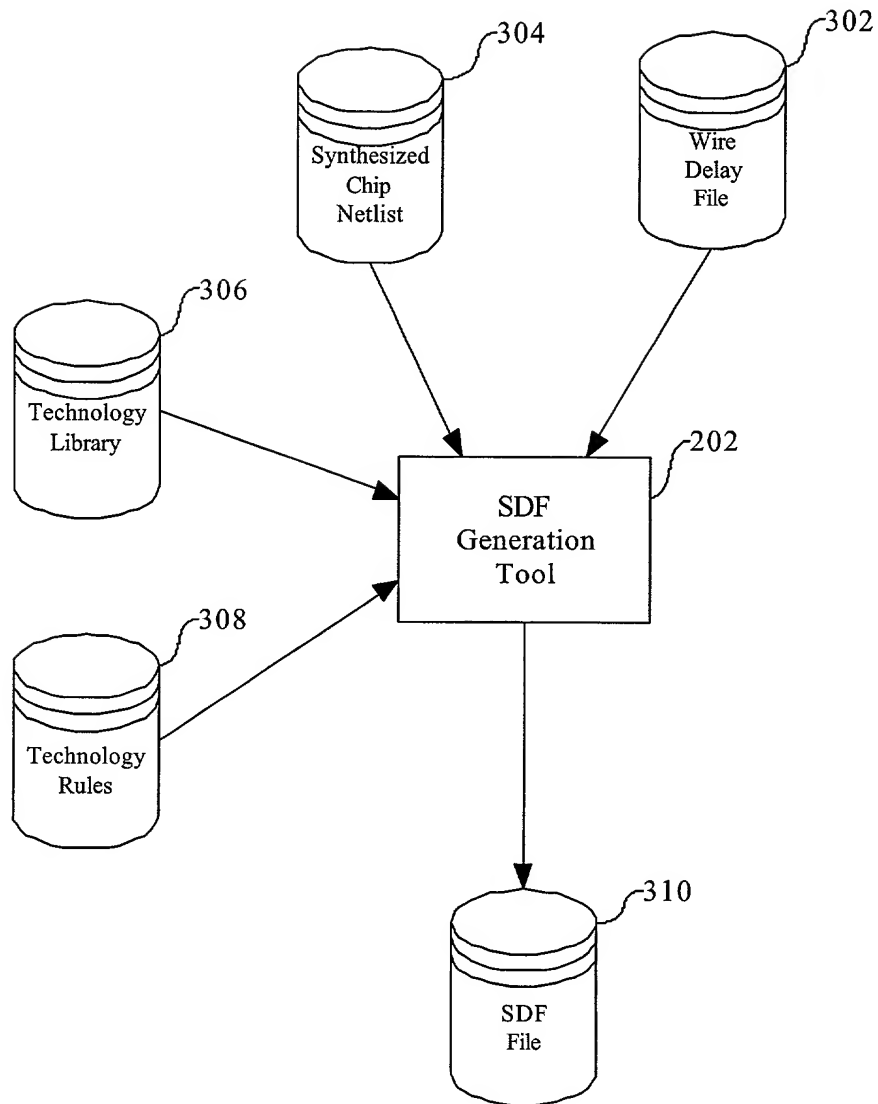 304
302
Synthesized
Chip
Netlist
Wire
Delay
File
306
Technology
Library
202
SDF
Generation
Tool
308
Technology
Rules
310
SDF
File